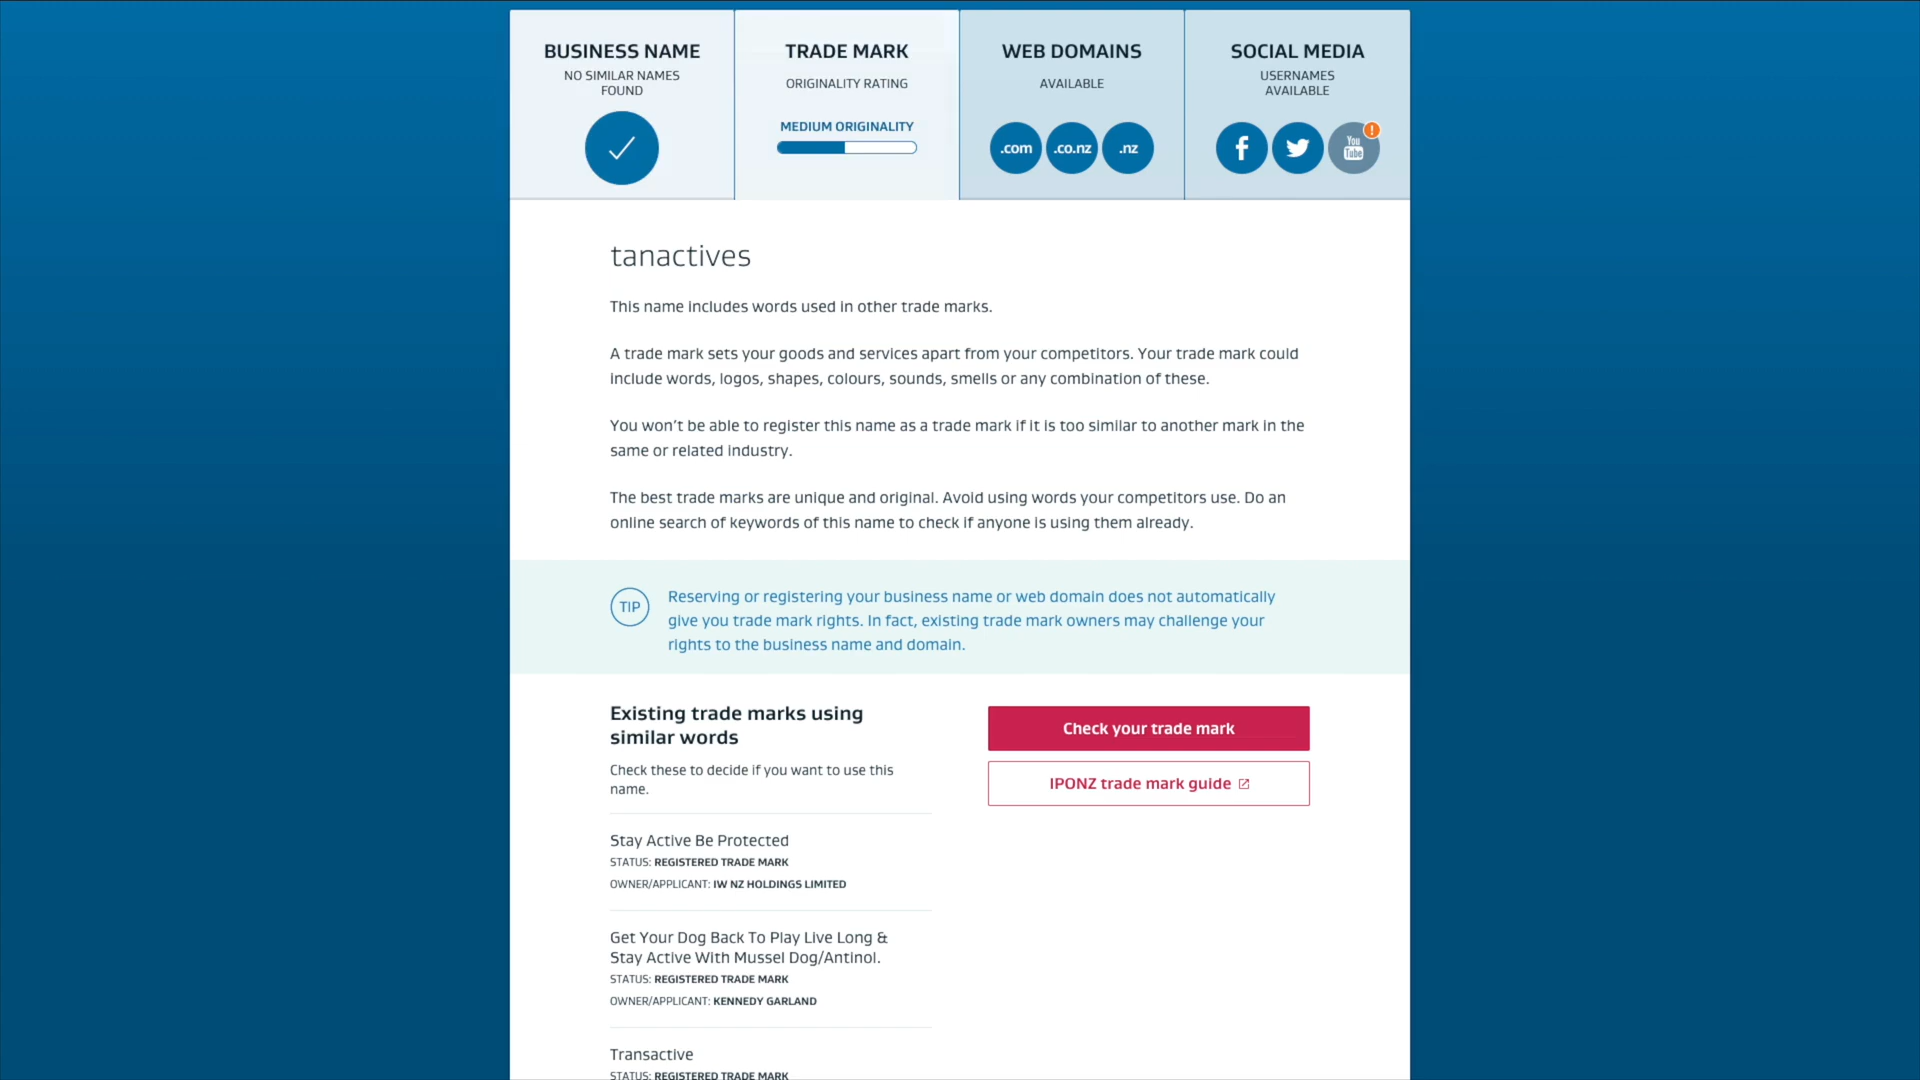 BUSINESS NAME
NO SIMILAR NAMES
FOUND
TRADE MARK
ORIGINALITY RATING
MEDIUM ORIGINALITY
WEB DOMAINS
AVAILABLE
.com
.co.nz
.nz
SOCIAL MEDIA
USERNAMES
AVAILABLE
f
You
Tube
!
tanactives
This name includes words used in other trade marks.
A trade mark sets your goods and services apart from your competitors. Your trade mark could
include words, logos, shapes, colours, sounds, smells or any combination of these.
You won't be able to register this name as a trade mark if it is too similar to another mark in the
same or related industry.
The best trade marks are unique and original. Avoid using words your competitors use. Do an
online search of keywords of this name to check if anyone is using them already.
TIP
Reserving or registering your business name or web domain does not automatically
give you trade mark rights. In fact, existing trade mark owners may challenge your
rights to the business name and domain.
Existing trade marks using
similar words
Check these to decide if you want to use this
name.
Stay Active Be Protected
STATUS: REGISTERED TRADE MARK
OWNER/APPLICANT: IW NZ HOLDINGS LIMITED
Get Your Dog Back To Play Live Long &
Stay Active With Mussel Dog/Antinol.
STATUS: REGISTERED TRADE MARK
OWNER/APPLICANT: KENNEDY GARLAND
Transactive
STATUS: REGISTERED TRADE MARK
Check your trade mark
IPONZ trade mark guide